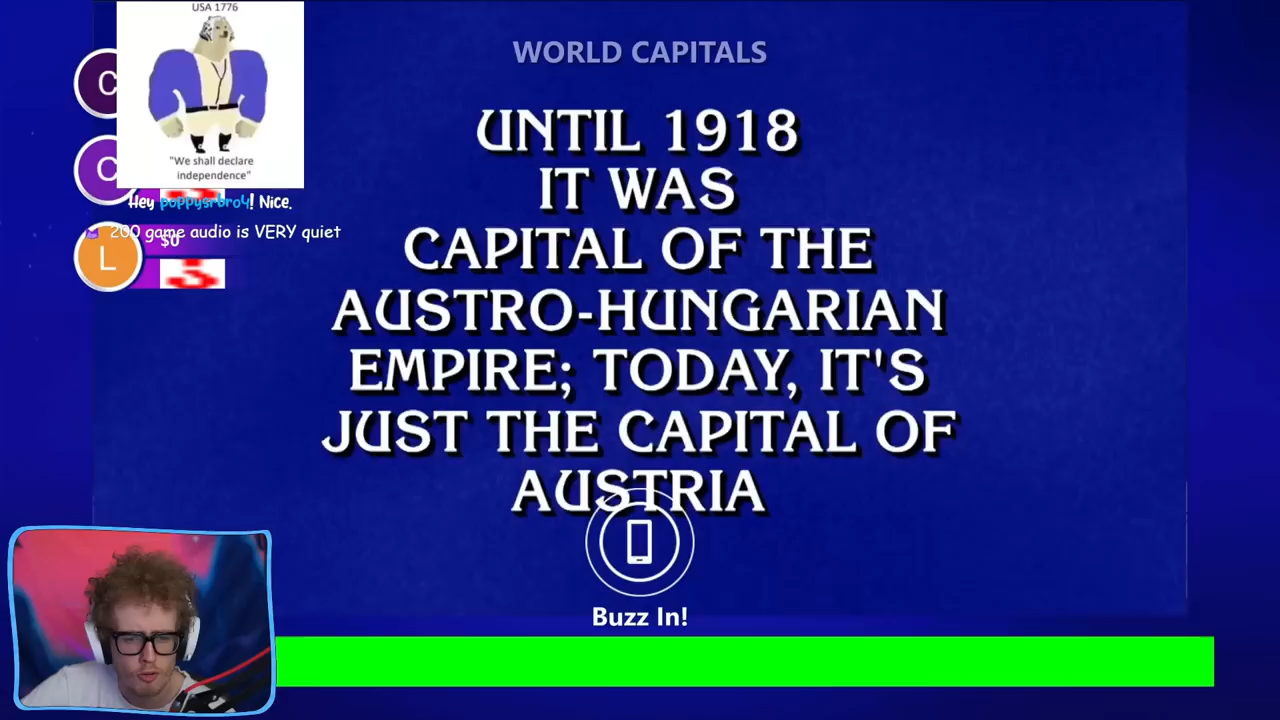 USA 1776
"We shall declare
independence"
C
C
Hey poppysrbro4! Nice.
200 game audio is VERY quiet
$0
L
WORLD CAPITALS
UNTIL 1918
IT WAS
CAPITAL OF THE
AUSTRO-HUNGARIAN
EMPIRE; TODAY, IT'S
JUST THE CAPITAL OF
AUSTRIA
Buzz In!